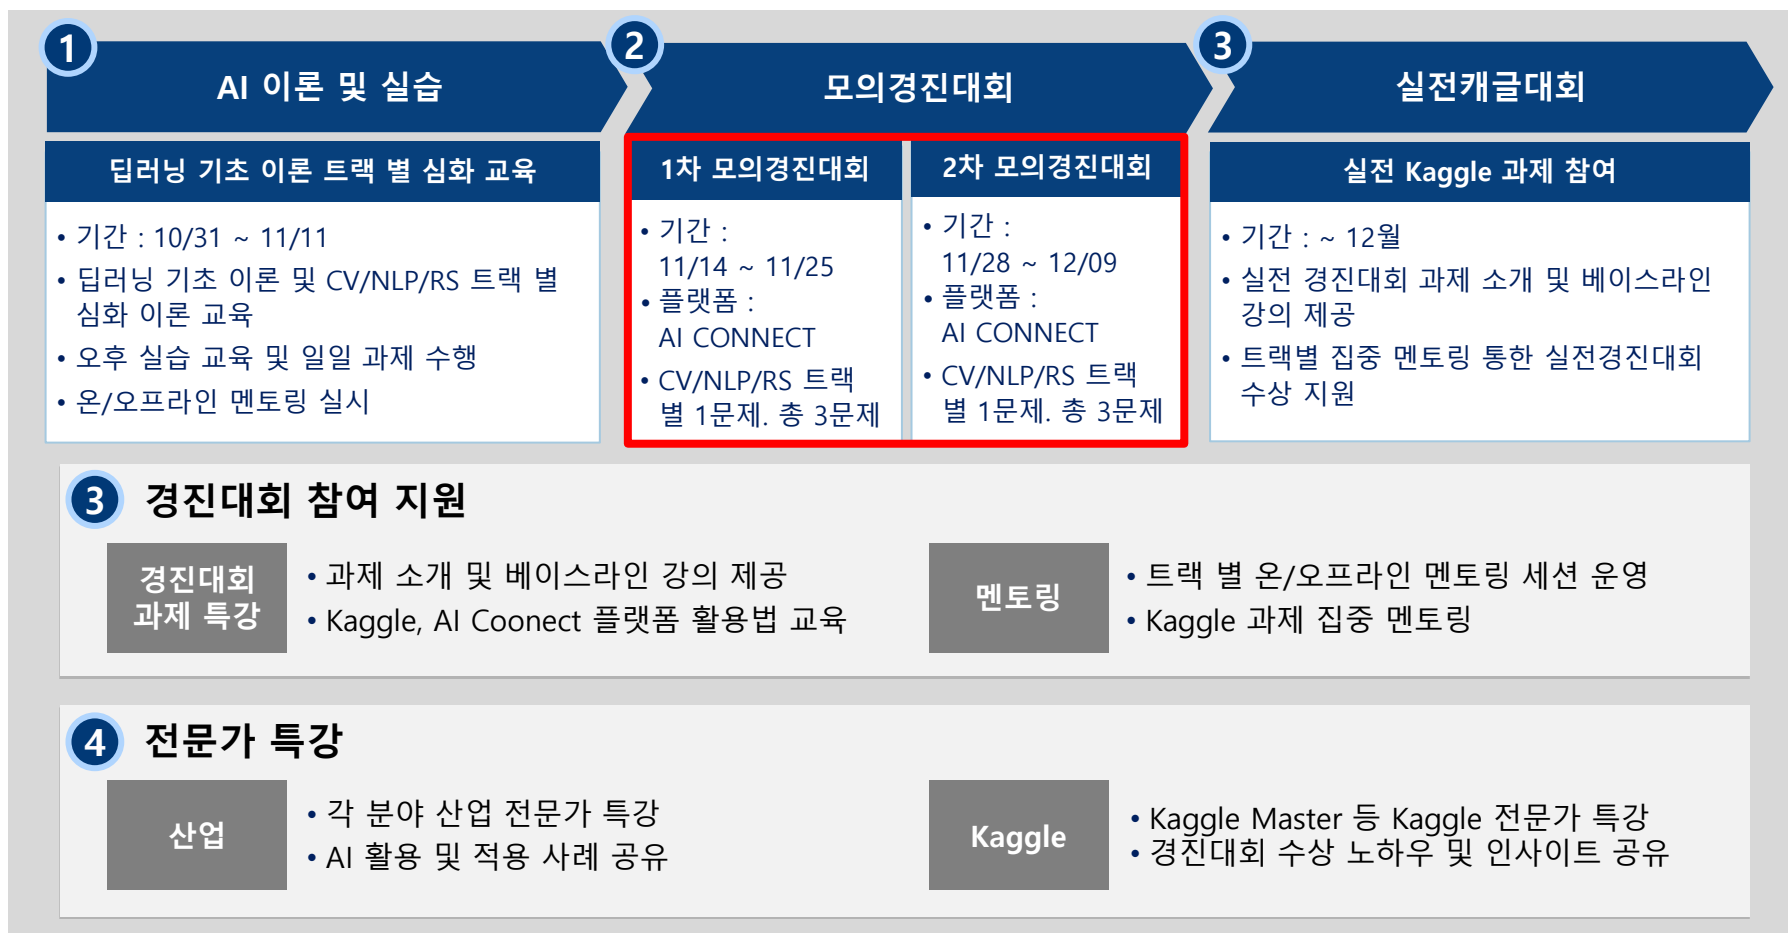 1
AI 이론 및 실습
2
모의경진대회
3
실전캐글대회
딥러닝 기초 이론 트랙 별 심화 교육
• 기간 : 10/31 ~ 11/11
• 딥러닝 기초 이론 및 CV/NLP/RS 트랙 별
심화 이론 교육
• 오후 실습 교육 및 일일 과제 수행
• 온/오프라인 멘토링 실시
1차 모의경진대회
• 기간 :
11/14 ~ 11/25
• 플랫폼 :
AI CONNECT
• CV/NLP/RS 트랙
별 1문제. 총 3문제
2차 모의경진대회
• 기간 :
11/28 ~ 12/09
• 플랫폼 :
AI CONNECT
• CV/NLP/RS 트랙
별 1문제. 총 3문제
실전 Kaggle 과제 참여
• 기간 : ~ 12월
• 실전 경진대회 과제 소개 및 베이스라인
강의 제공
• 트랙별 집중 멘토링 통한 실전경진대회
수상 지원
3 경진대회 참여 지원
경진대회
과제 특강
• 과제 소개 및 베이스라인 강의 제공
• Kaggle, AI Coonect 플랫폼 활용법 교육
멘토링
• 트랙 별 온/오프라인 멘토링 세션 운영
• Kaggle 과제 집중 멘토링
4 전문가 특강
산업
• 각 분야 산업 전문가 특강
• AI 활용 및 적용 사례 공유
Kaggle
• Kaggle Master 등 Kaggle 전문가 특강
• 경진대회 수상 노하우 및 인사이트 공유